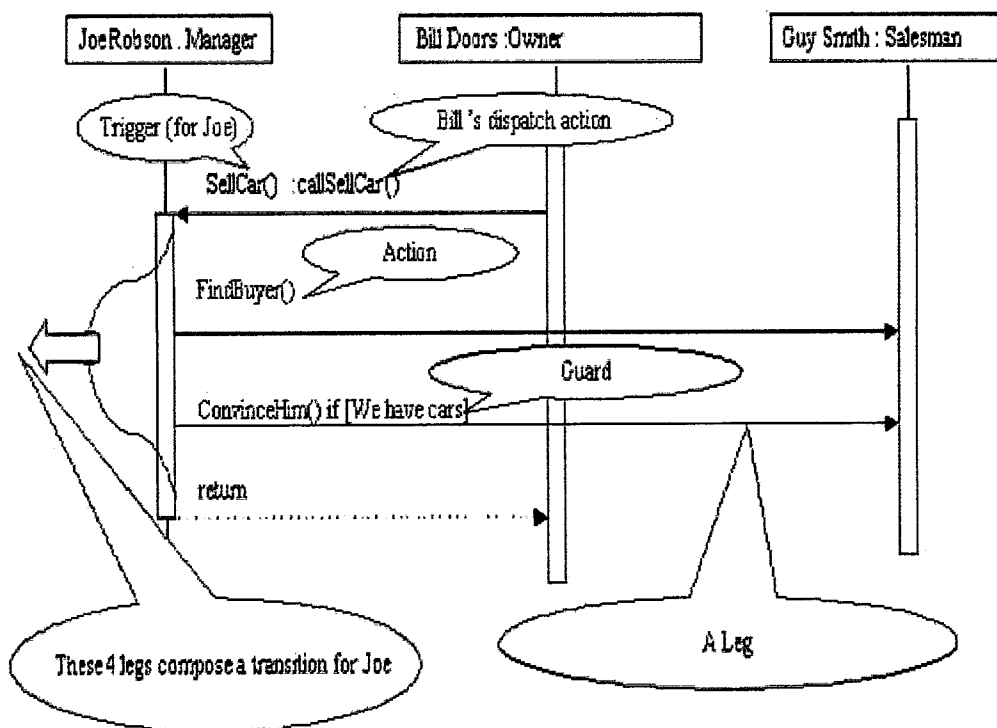 JoeRobson . Manager
Bill Doors :Owner
Guy Smith : Salesman
Trigger (for Joe)
Bill 's dispatch action
SellCar() :callSellCar()
Action
FindBuyer()
Guard
ConvinceHim() if [We have cars]
return
These 4 legs compose a transition for Joe
A Leg